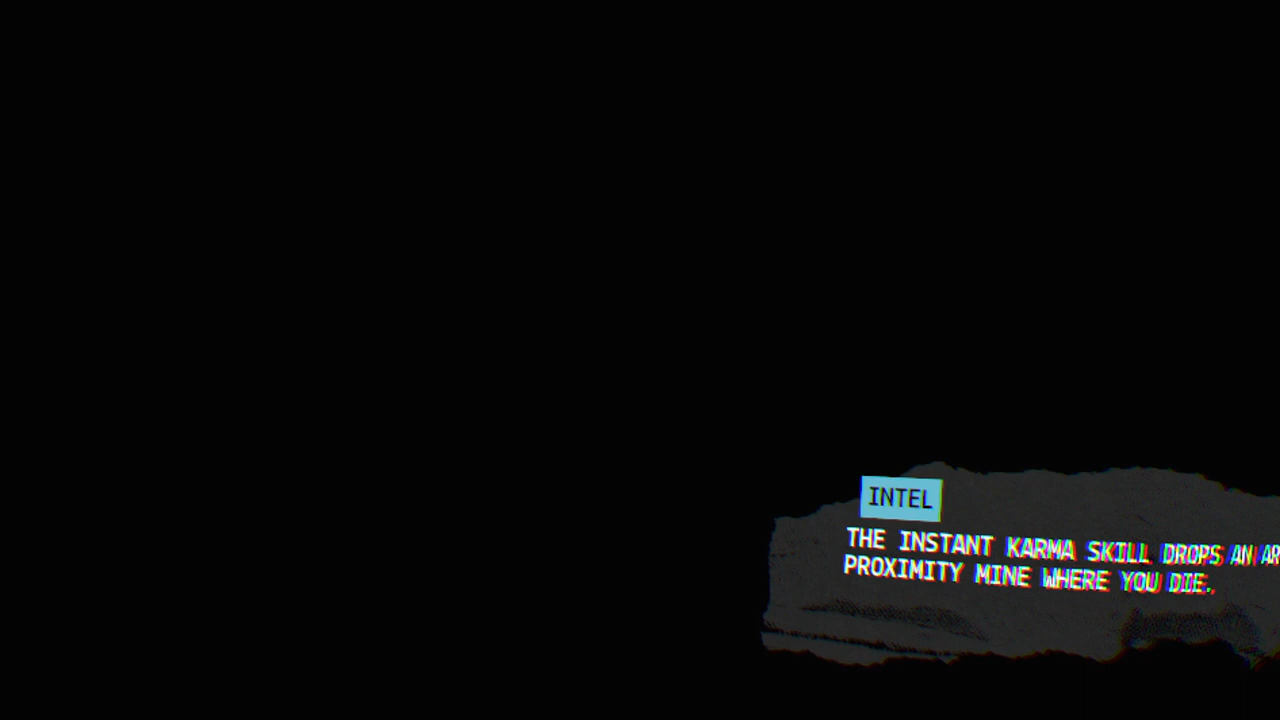 INTEL
THE INSTANT KARMA SKILL DROPS AN
PROXIMITY MINE WHERE YOU DIE.